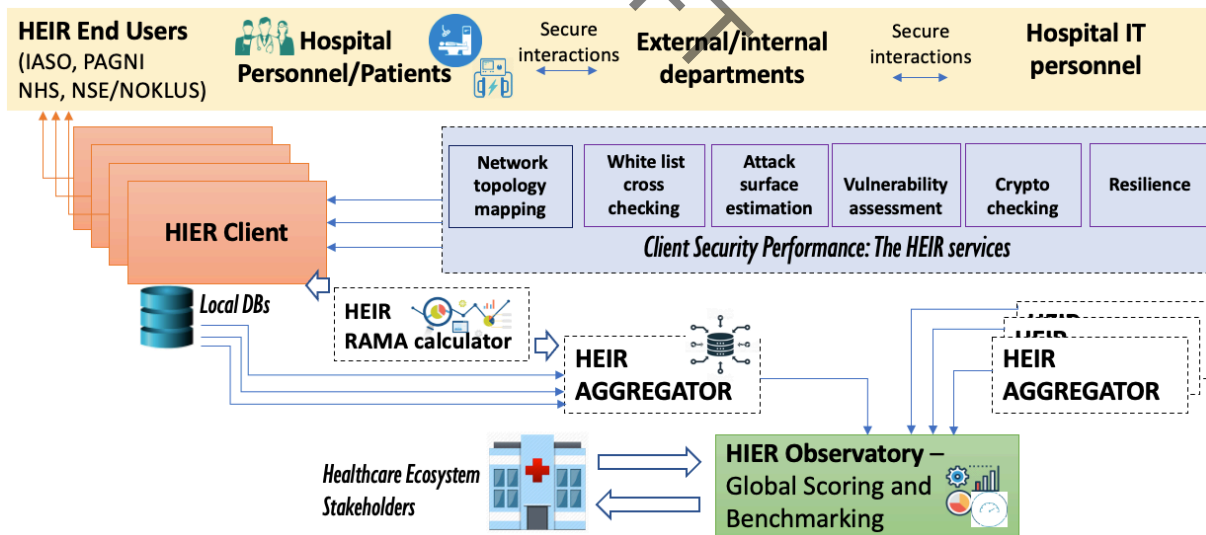 HEIR End Users
(IASO, PAGNI
NHS, NSE/NOKLUS)
Hospital
Personnel/Patients
Secure
interactions
External/internal
departments
Secure
interactions
Hospital IT
personnel
HIER Client
Network
topology
mapping
White list
cross
checking
Attack
surface
estimation
Vulnerability
assessment
Crypto
checking
Resilience
Client Security Performance: The HEIR services
Local DBs
HEIR
RAMA calculator
HEIR
AGGREGATOR
HEIR
HEIR
AGGREGATOR
HIER Observatory –
Global Scoring and
Benchmarking
Healthcare Ecosystem
Stakeholders